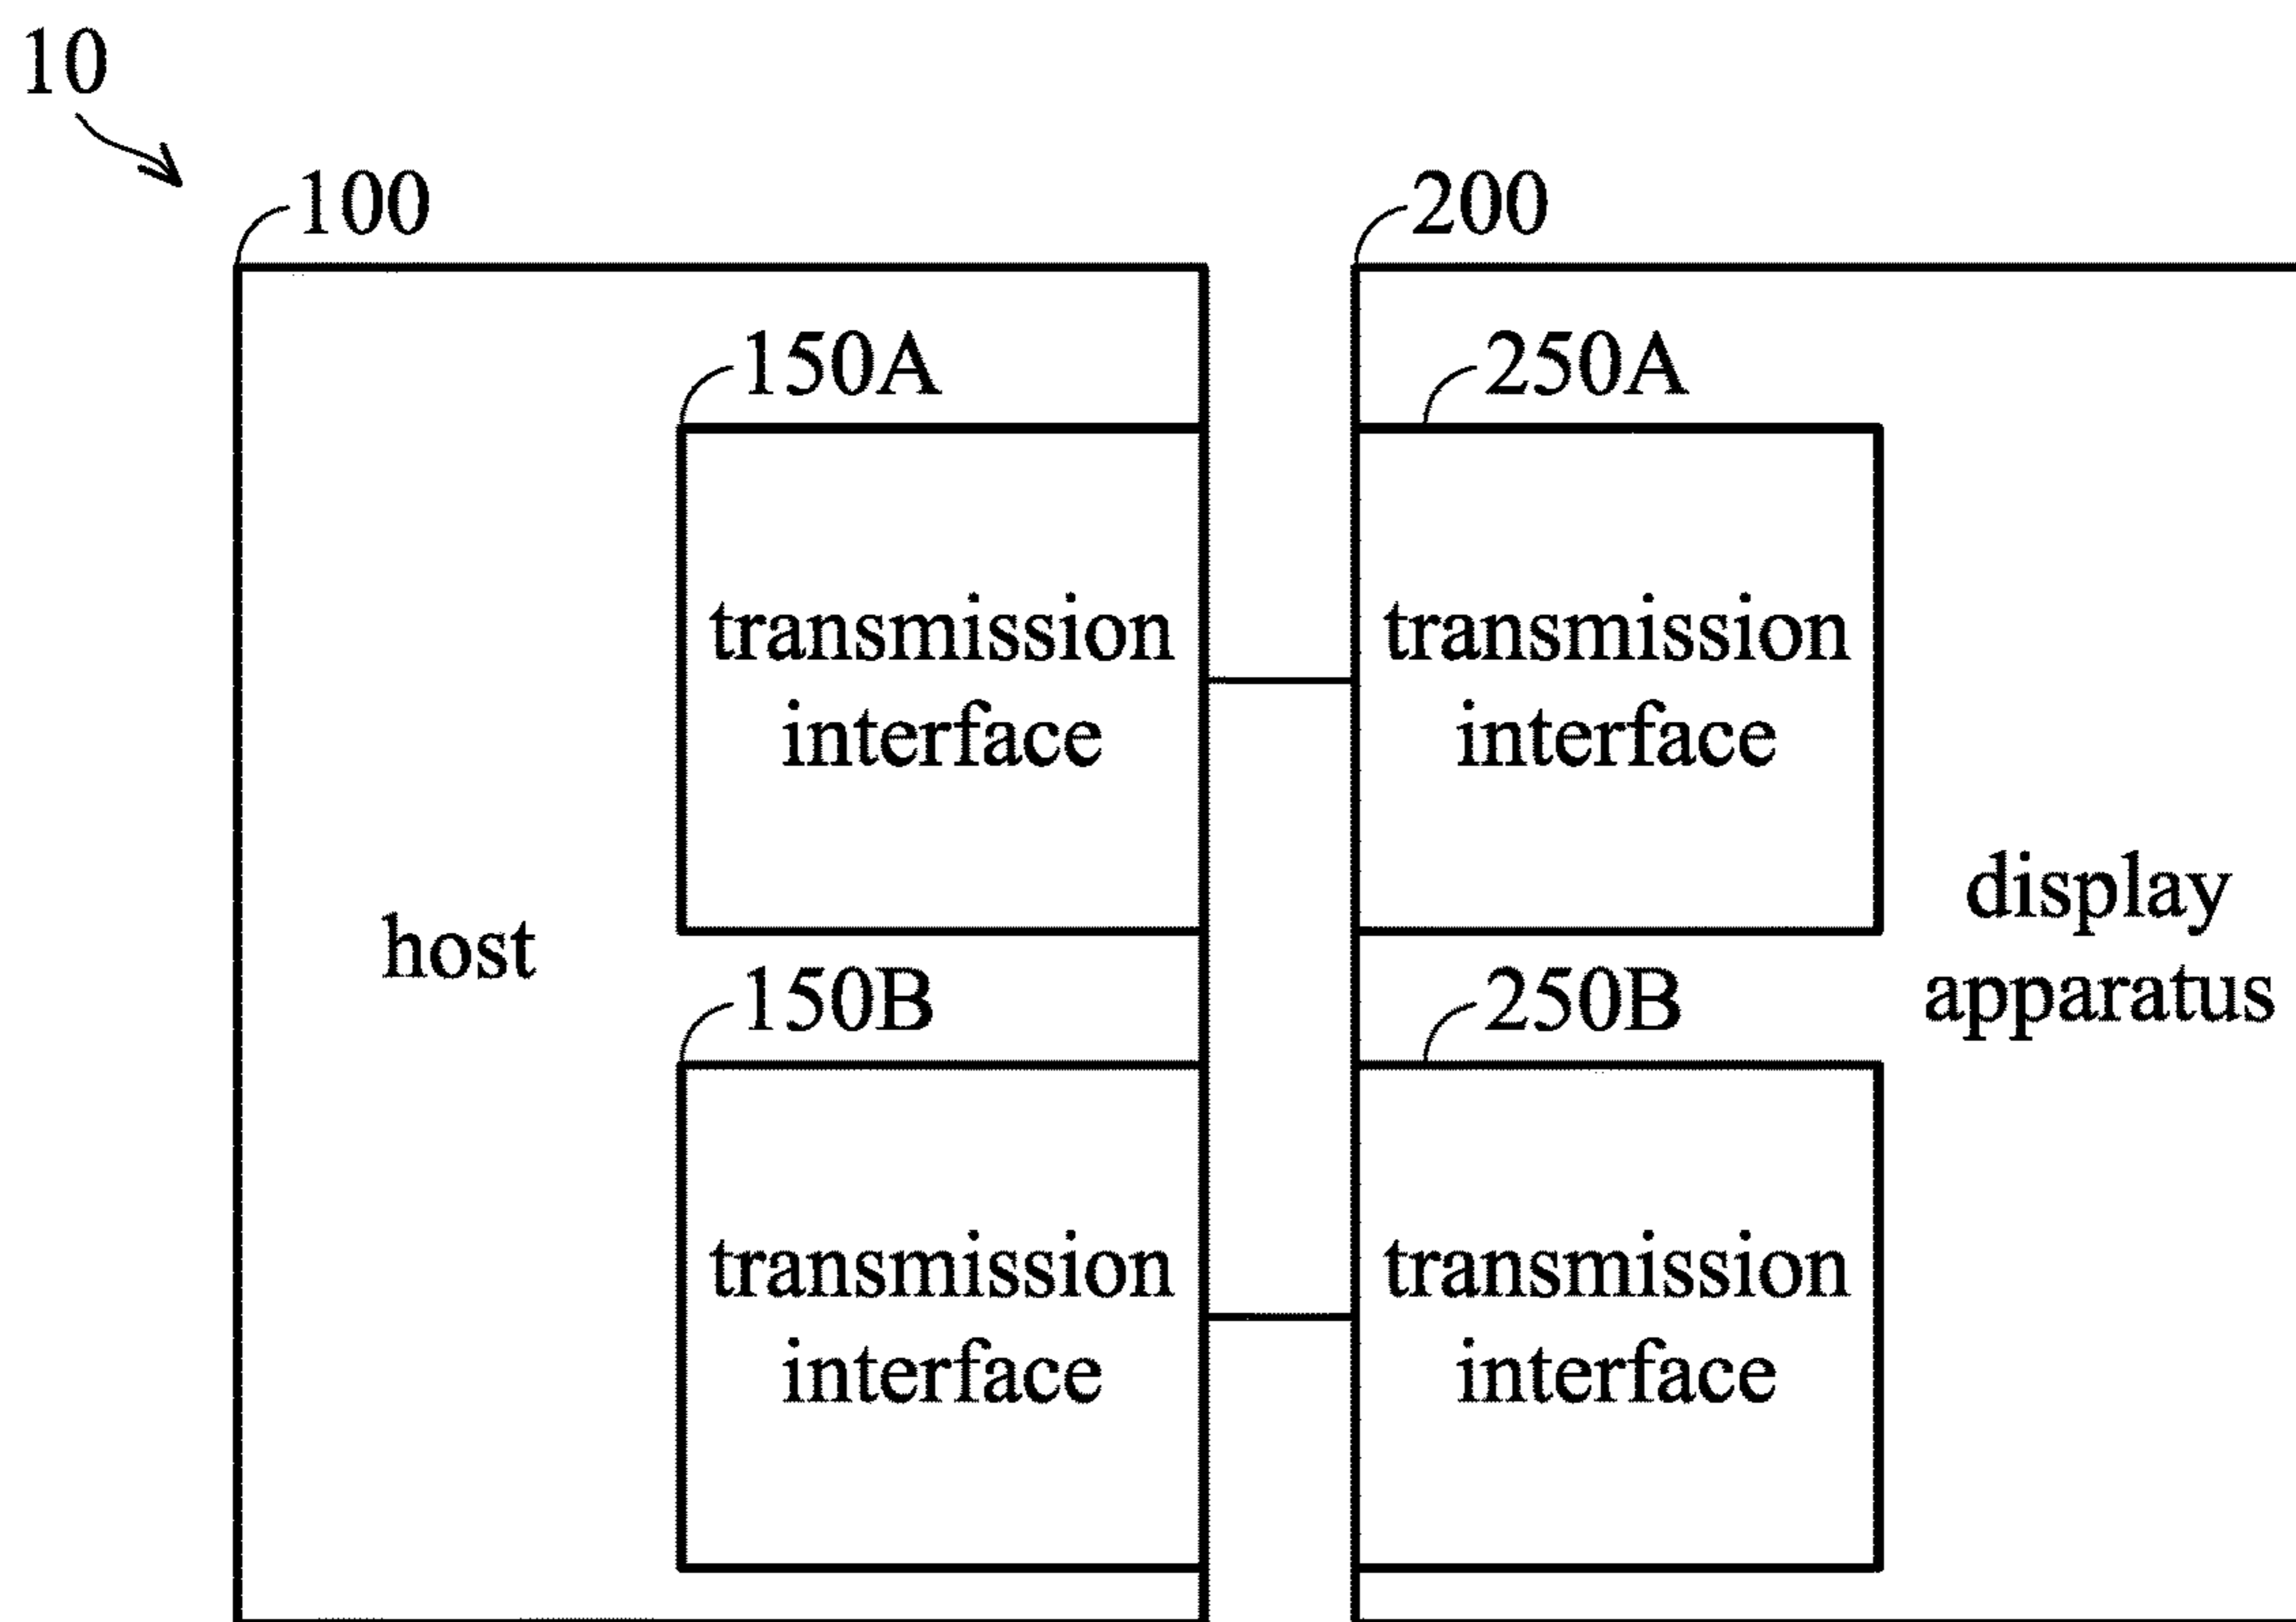 10
100
200
150A
250A
transmission
interface
transmission
interface
host
display
apparatus
150B
250B
transmission
interface
transmission
interface